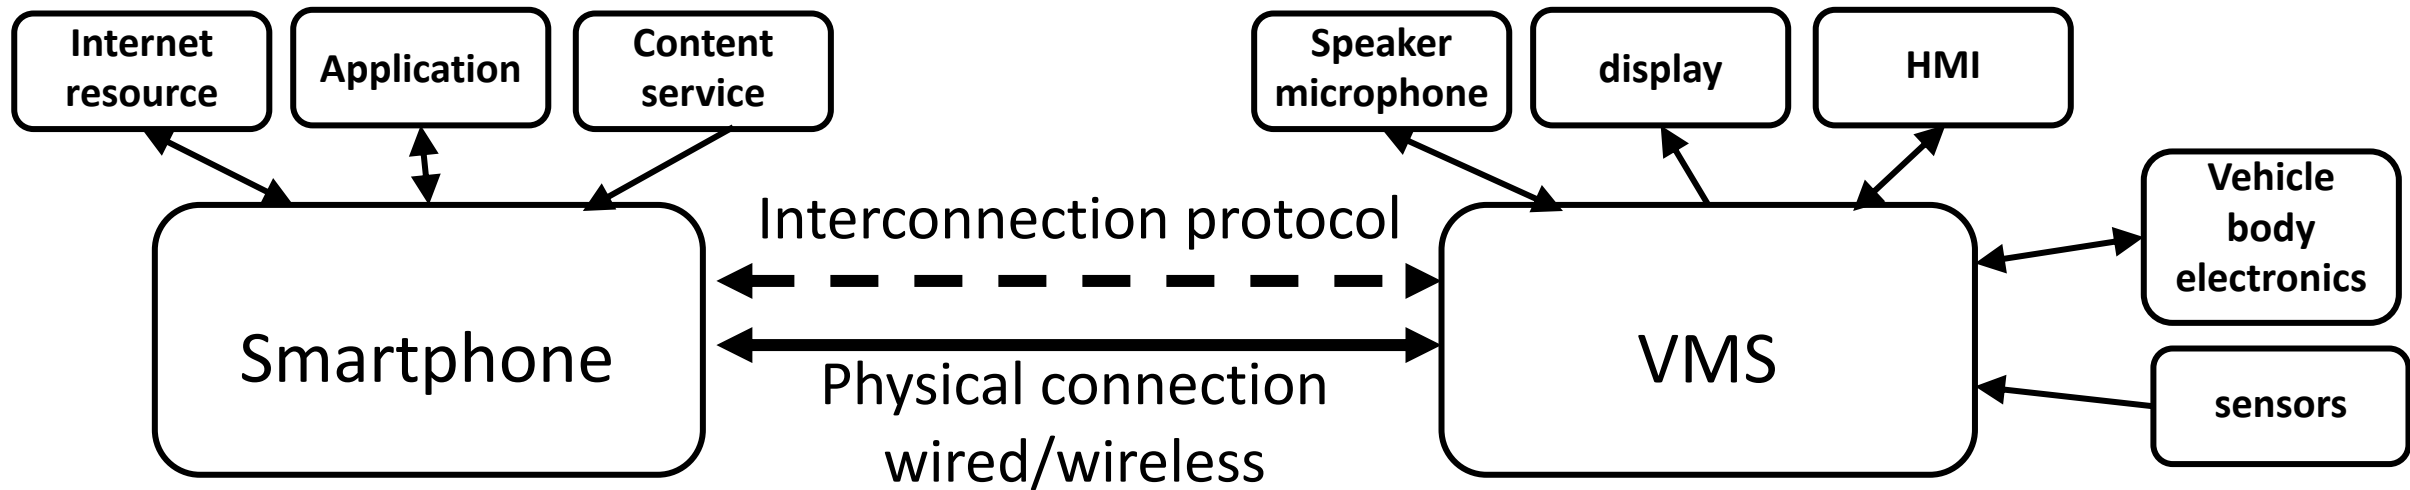 Internet
resource
Application
Content
service
Speaker
microphone
display
HMI
Vehicle
body
electronics
Interconnection protocol
Smartphone
VMS
Physical connection
wired/wireless
sensors